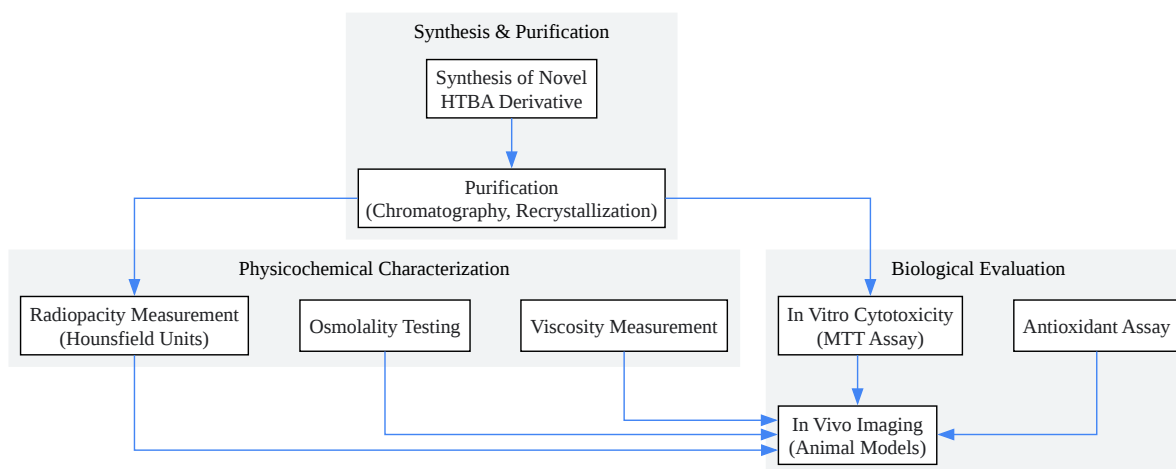 Synthesis & Purification
Synthesis of Novel
HTBA Derivative
Purification
(Chromatography, Recrystallization)
Physicochemical Characterization
Radiopacity Measurement
(Hounsfield Units)
Osmolality Testing
Viscosity Measurement
Biological Evaluation
In Vitro Cytotoxicity
(MTT Assay)
Antioxidant Assay
In Vivo Imaging
(Animal Models)